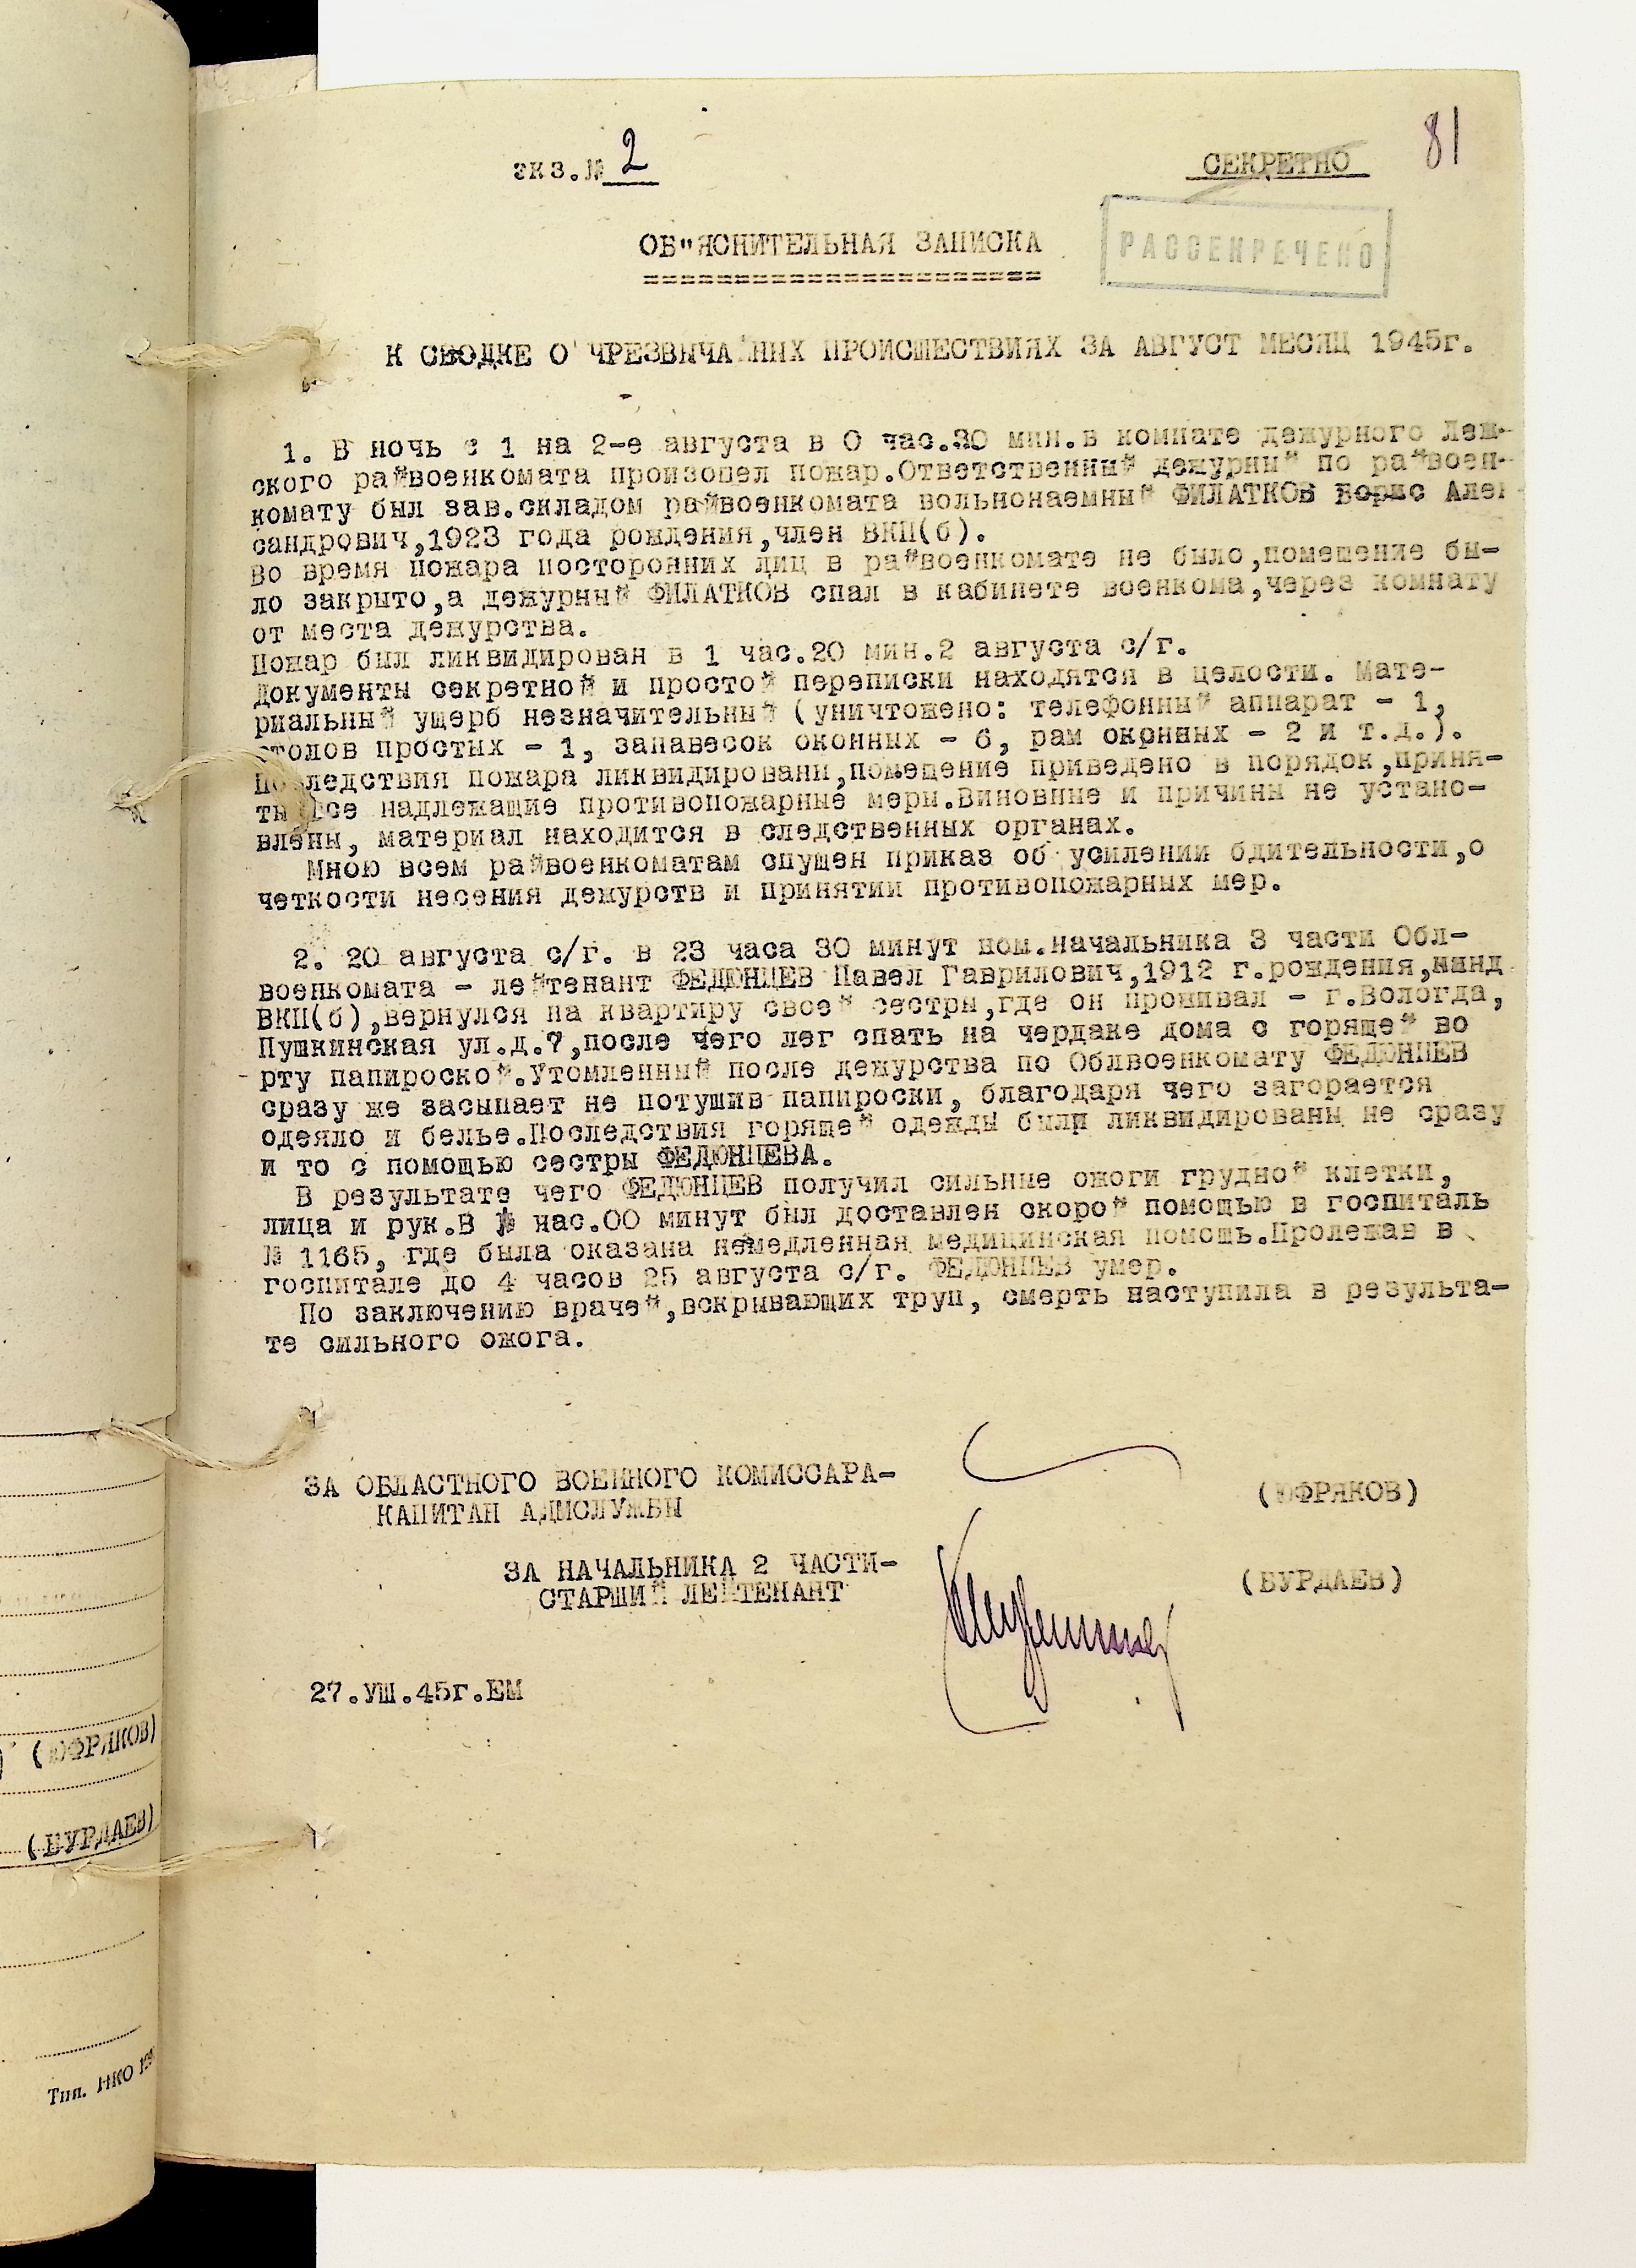 экз.№ 2
СЕКРЕТНО
81
РАССЕКРЕЧЕНО
ОБ"ЯСНИТЕЛЬНАЯ ЗАПИСКА
======================
К СВОДКЕ О ЧРЕЗВЫЧАЙНЫХ ПРОИСШЕСТВИЯХ ЗА АВГУСТ МЕСЯЦ 1945г.
1. В ночь с 1 на 2-е августа в 0 час.30 мин.в комнате дежурного Леж-
ского райвоенкомата произошел пожар.Ответственный дежурный по райвоен-
комату был зав.складом райвоенкомата вольнонаемный ФИЛАТКОВ Борис Алек
сандрович,1923 года рождения,член ВКП(б).
Во время пожара посторонних лиц в райвоенкомате не было,помещение бы-
ло закрыто,а дежурный ФИЛАТКОВ спал в кабинете военкома,через комнату
от места дежурства.
Пожар был ликвидирован в 1 час.20 мин.2 августа с/г.
Документы секретной и простой переписки находятся в целости. Мате-
риальный ущерб незначительный (уничтожено: телефонный аппарат - 1,
столов простых - 1, занавесок оконных - 6, рам окрнных - 2 и т.д.).
Последствия пожара ликвидированы,помещение приведено в порядок,приня-
ты все надлежащие противопожарные меры.Виновные и причины не устано-
влены, материал находится в следственных органах.
Мною всем райвоенкоматам спущен приказ об усилении бдительности,о
четкости несения дежурств и принятии противопожарных мер.
2. 20 августа с/г. в 23 часа 30 минут пом.начальника 3 части Обл-
военкомата - лейтенант ФЕДЮНЦЕВ Павел Гаврилович,1912 г.рождения,
ВКП(б),вернулся на квартиру своей сестры,где он проживал - г.Вологда,
Пушкинская ул.д.7,после чего лег спать на чердаке дома с горящей во
рту папироской.Утомленный после дежурства по Облвоенкомату ФЕДЮНЦЕВ
сразу же засыпает не потушив папироски, благодаря чего загорается
одеяло и белье.Последствия горящей одежды были ликвидированы не сразу
и то с помощью сестры ФЕДЮНЦЕВА.
В результате чего ФЕДЮНЦЕВ получил сильные ожоги грудной клетки,
лица и рук.В час.00 минут был доставлен скорой помощью в госпиталь
№ 1165, где была оказана немедленная медицинская помощь.Пролежав в
госпитале до 4 часов 25 августа с/г. ФЕДЮНЦЕВ умер.
По заключению врачей,вскрывающих труп, смерть наступила в результа-
те сильного ожога.
ЗА ОБЛАСТНОГО ВОЕННОГО КОМИССАРА-
КАПИТАН АДМСЛУЖБЫ
(ЮФРЯКОВ)
ЗА НАЧАЛЬНИКА 2 ЧАСТИ-
СТАРШИЙ ЛЕЙТЕНАНТ
(БУРДАЕВ)
27.УШ.45г.ЕМ
(ЮФРЯКОВ)
(БУРДАЕВ)
Тип. НКО